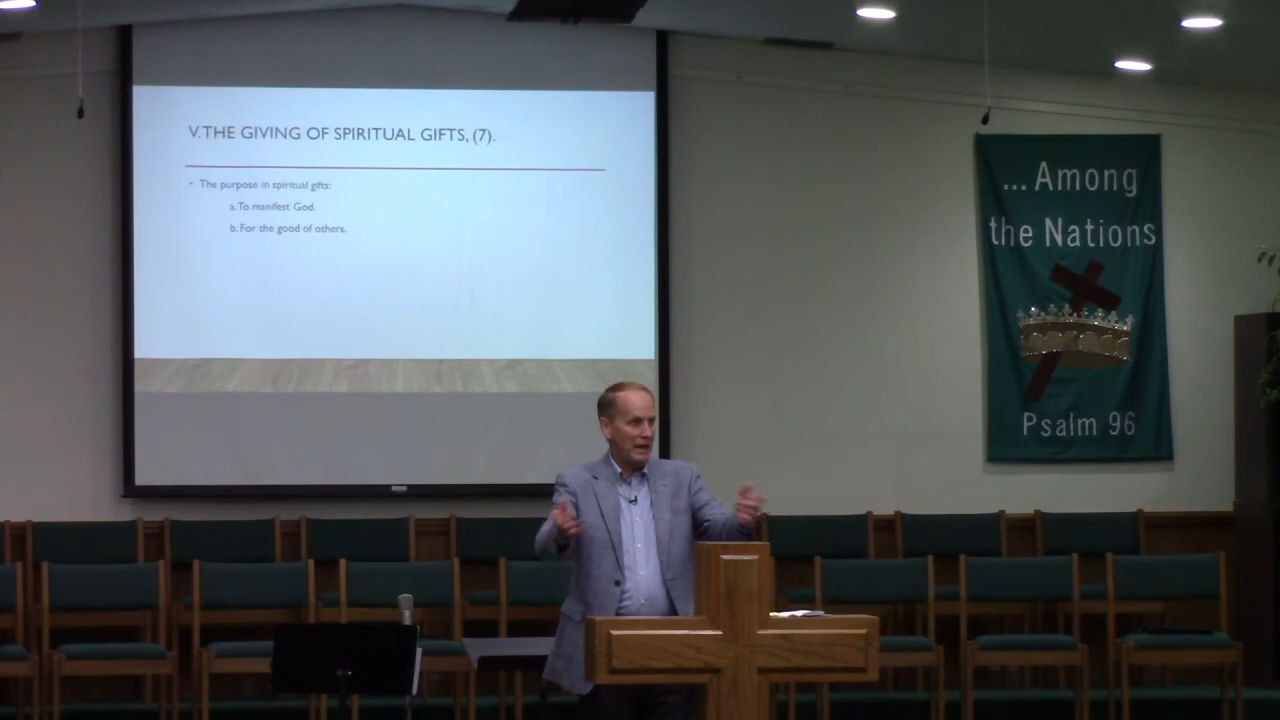 V. THE GIVING OF SPIRITUAL GIFTS, (7).
• The purpose in spiritual gifts:
a. To manifest God.
b. For the good of others.
... Among
the Nations
Psalm 96